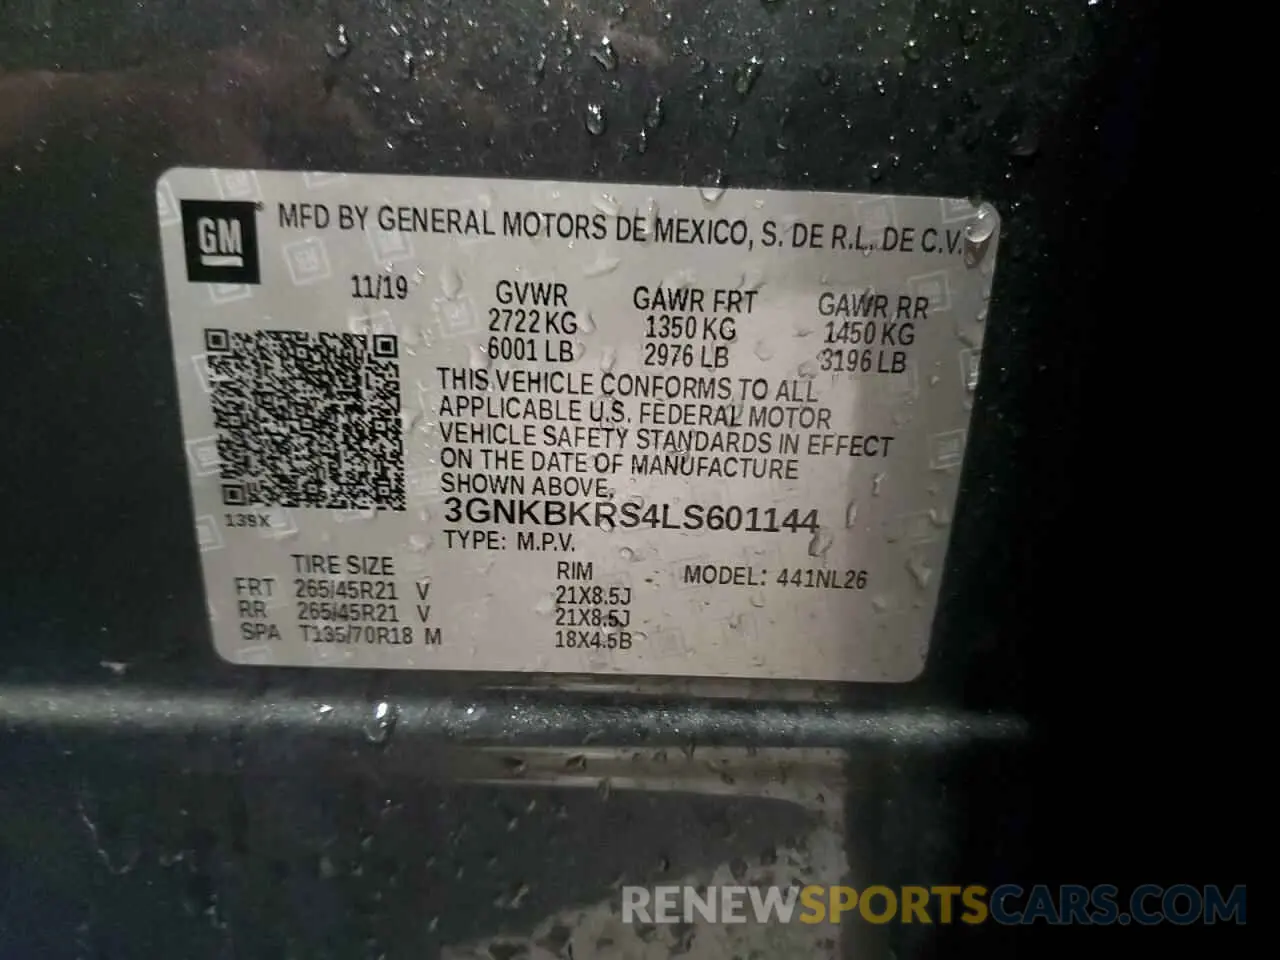 GM ® MFD BY GENERAL MOTORS DE MEXICO, S. DE R.L. DE C.V.
11/19 GVWR GAWR FRT GAWR RR
2722 KG 1350 KG 1450 KG
6001 LB 2976 LB 3196 LB
THIS VEHICLE CONFORMS TO ALL
APPLICABLE U.S. FEDERAL MOTOR
VEHICLE SAFETY STANDARDS IN EFFECT
ON THE DATE OF MANUFACTURE
SHOWN ABOVE.
139X 3GNKBKRS4LS601144
TYPE: M.P.V.
TIRE SIZE RIM MODEL: 441NL26
FRT 265/45R21 V 21X8.5J
RR 265/45R21 V 21X8.5J
SPA T135/70R18 M 18X4.5B
RENEWSPORTSCARS.COM